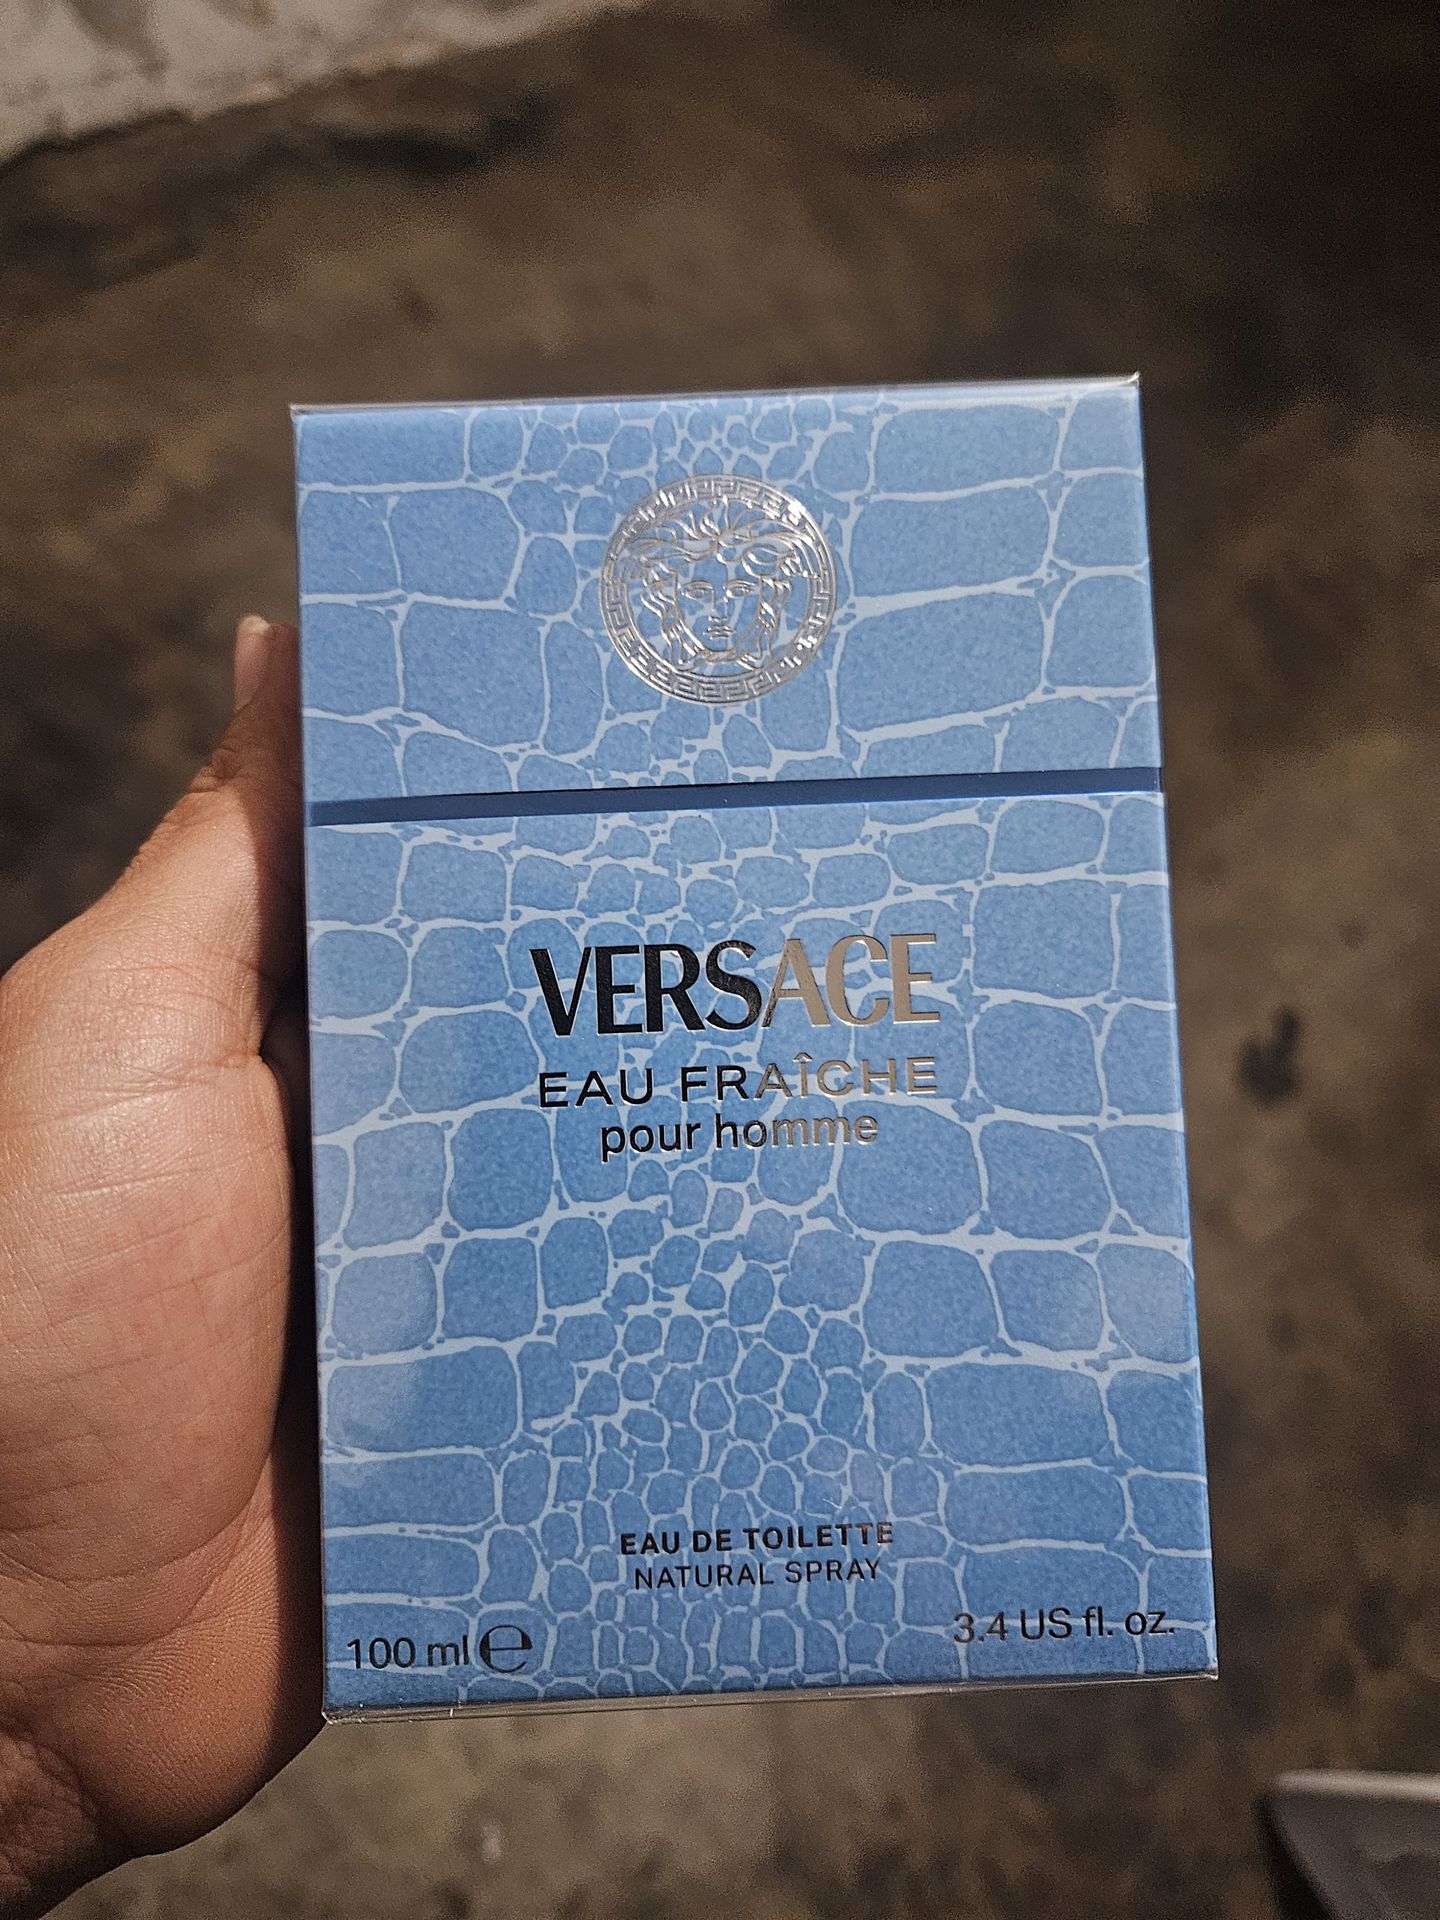 VERSACE
EAU FRAÎCHE
pour homme
EAU DE TOILETTE
NATURAL SPRAY
100 ml ℮
3.4 US fl. oz.